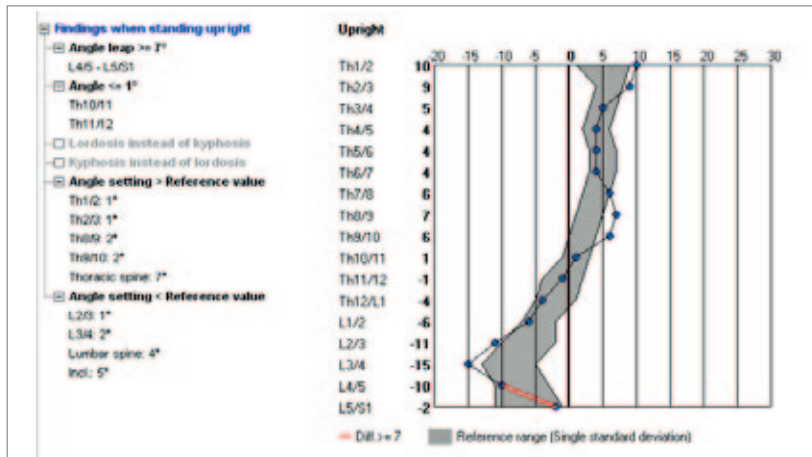 Findings when standing upright
Angle leap >= 7°
L4/5 - L5/S1
Angle <= 1°
Th10/11
Th11/12
Lordosis instead of kyphosis
Kyphosis instead of lordosis
Angle setting > Reference value
Th1/2: 1°
Th2/3: 1°
Th8/9: 2°
Th9/10: 2°
Thoracic spine: 7°
Angle setting < Reference value
L2/3: 1°
L3/4: 2°
Lumbar spine: 4°
Incl.: 5°
Upright
-20 -15 -10 -5 0 5 10 15 20 25 30
Th1/2 10
Th2/3 9
Th3/4 5
Th4/5 4
Th5/6 4
Th6/7 4
Th7/8 6
Th8/9 7
Th9/10 6
Th10/11 1
Th11/12 -1
Th12/L1 -4
L1/2 -6
L2/3 -11
L3/4 -15
L4/5 -10
L5/S1 -2
Diff.>= 7 Reference range (Single standard deviation)